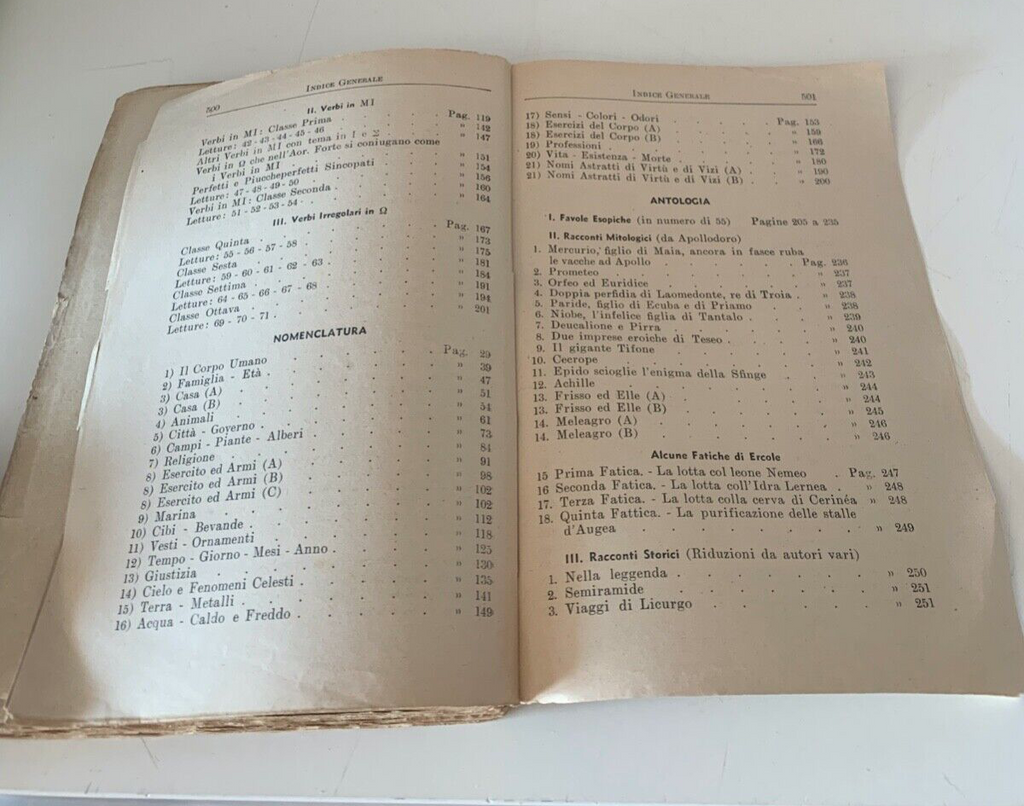 500
INDICE GENERALE
II. Verbi in MI
Verbi in MI: Classe Prima . . . . . Pag. 119
Letture: 42 - 43 - 44 - 45 - 46 . . . . . " 142
Altri Verbi in MI con tema in I e Σ . . . . . " 147
Verbi in Ω che nell'Aor. Forte si coniugano come
i Verbi in MI . . . . . " 151
Perfetti e Piuccheperfetti Sincopati . . . . . " 154
Letture: 47 - 48 - 49 - 50 . . . . . " 156
Verbi in MI: Classe Seconda . . . . . " 160
Letture: 51 - 52 - 53 - 54 . . . . . " 164
III. Verbi Irregolari in Ω
Classe Quinta . . . . . Pag. 167
Letture: 55 - 56 - 57 - 58 . . . . . " 173
Classe Sesta . . . . . " 175
Letture: 59 - 60 - 61 - 62 - 63 . . . . . " 181
Classe Settima . . . . . " 184
Letture: 64 - 65 - 66 - 67 - 68 . . . . . " 191
Classe Ottava . . . . . " 194
Letture: 69 - 70 - 71 . . . . . " 201
NOMENCLATURA
1) Il Corpo Umano . . . . . Pag. 29
2) Famiglia - Età . . . . . " 39
3) Casa (A) . . . . . " 47
3) Casa (B) . . . . . " 51
4) Animali . . . . . " 54
5) Città - Governo . . . . . " 61
6) Campi - Piante - Alberi . . . . . " 73
7) Religione . . . . . " 84
8) Esercito ed Armi (A) . . . . . " 91
8) Esercito ed Armi (B) . . . . . " 98
8) Esercito ed Armi (C) . . . . . " 102
9) Marina . . . . . " 102
10) Cibi - Bevande . . . . . " 112
11) Vesti - Ornamenti . . . . . " 118
12) Tempo - Giorno - Mesi - Anno . . . . . " 125
13) Giustizia . . . . . " 130
14) Cielo e Fenomeni Celesti . . . . . " 135
15) Terra - Metalli . . . . . " 141
16) Acqua - Caldo e Freddo . . . . . " 149
INDICE GENERALE
501
17) Sensi - Colori - Odori . . . . . Pag. 153
18) Esercizi del Corpo (A) . . . . . " 159
18) Esercizi del Corpo (B) . . . . . " 166
19) Professioni . . . . . " 172
20) Vita - Esistenza - Morte . . . . . " 180
21) Nomi Astratti di Virtù e di Vizi (A) . . . . . " 190
21) Nomi Astratti di Virtù e di Vizi (B) . . . . . " 200
ANTOLOGIA
I. Favole Esopiche (in numero di 55) Pagine 205 a 235
II. Racconti Mitologici (da Apollodoro)
1. Mercurio, figlio di Maia, ancora in fasce ruba
le vacche ad Apollo . . . . . Pag. 236
2. Prometeo . . . . . " 237
3. Orfeo ed Euridice . . . . . " 237
4. Doppia perfidia di Laomedonte, re di Troia . " 238
5. Paride, figlio di Ecuba e di Priamo . . . . . " 238
6. Niobe, l'infelice figlia di Tantalo . . . . . " 239
7. Deucalione e Pirra . . . . . " 240
8. Due imprese eroiche di Teseo . . . . . " 240
9. Il gigante Tifone . . . . . " 241
10. Cecrope . . . . . " 242
11. Epido scioglie l'enigma della Sfinge . . . . . " 243
12. Achille . . . . . " 244
13. Frisso ed Elle (A) . . . . . " 244
13. Frisso ed Elle (B) . . . . . " 245
14. Meleagro (A) . . . . . " 246
14. Meleagro (B) . . . . . " 246
Alcune Fatiche di Ercole
15 Prima Fatica. - La lotta col leone Nemeo . Pag. 247
16 Seconda Fatica. - La lotta coll'Idra Lernea . " 248
17. Terza Fatica. - La lotta colla cerva di Cerinéa " 248
18. Quinta Fattica. - La purificazione delle stalle
d'Augea . . . . . " 249
III. Racconti Storici (Riduzioni da autori vari)
1. Nella leggenda . . . . . " 250
2. Semiramide . . . . . " 251
3. Viaggi di Licurgo . . . . . " 251